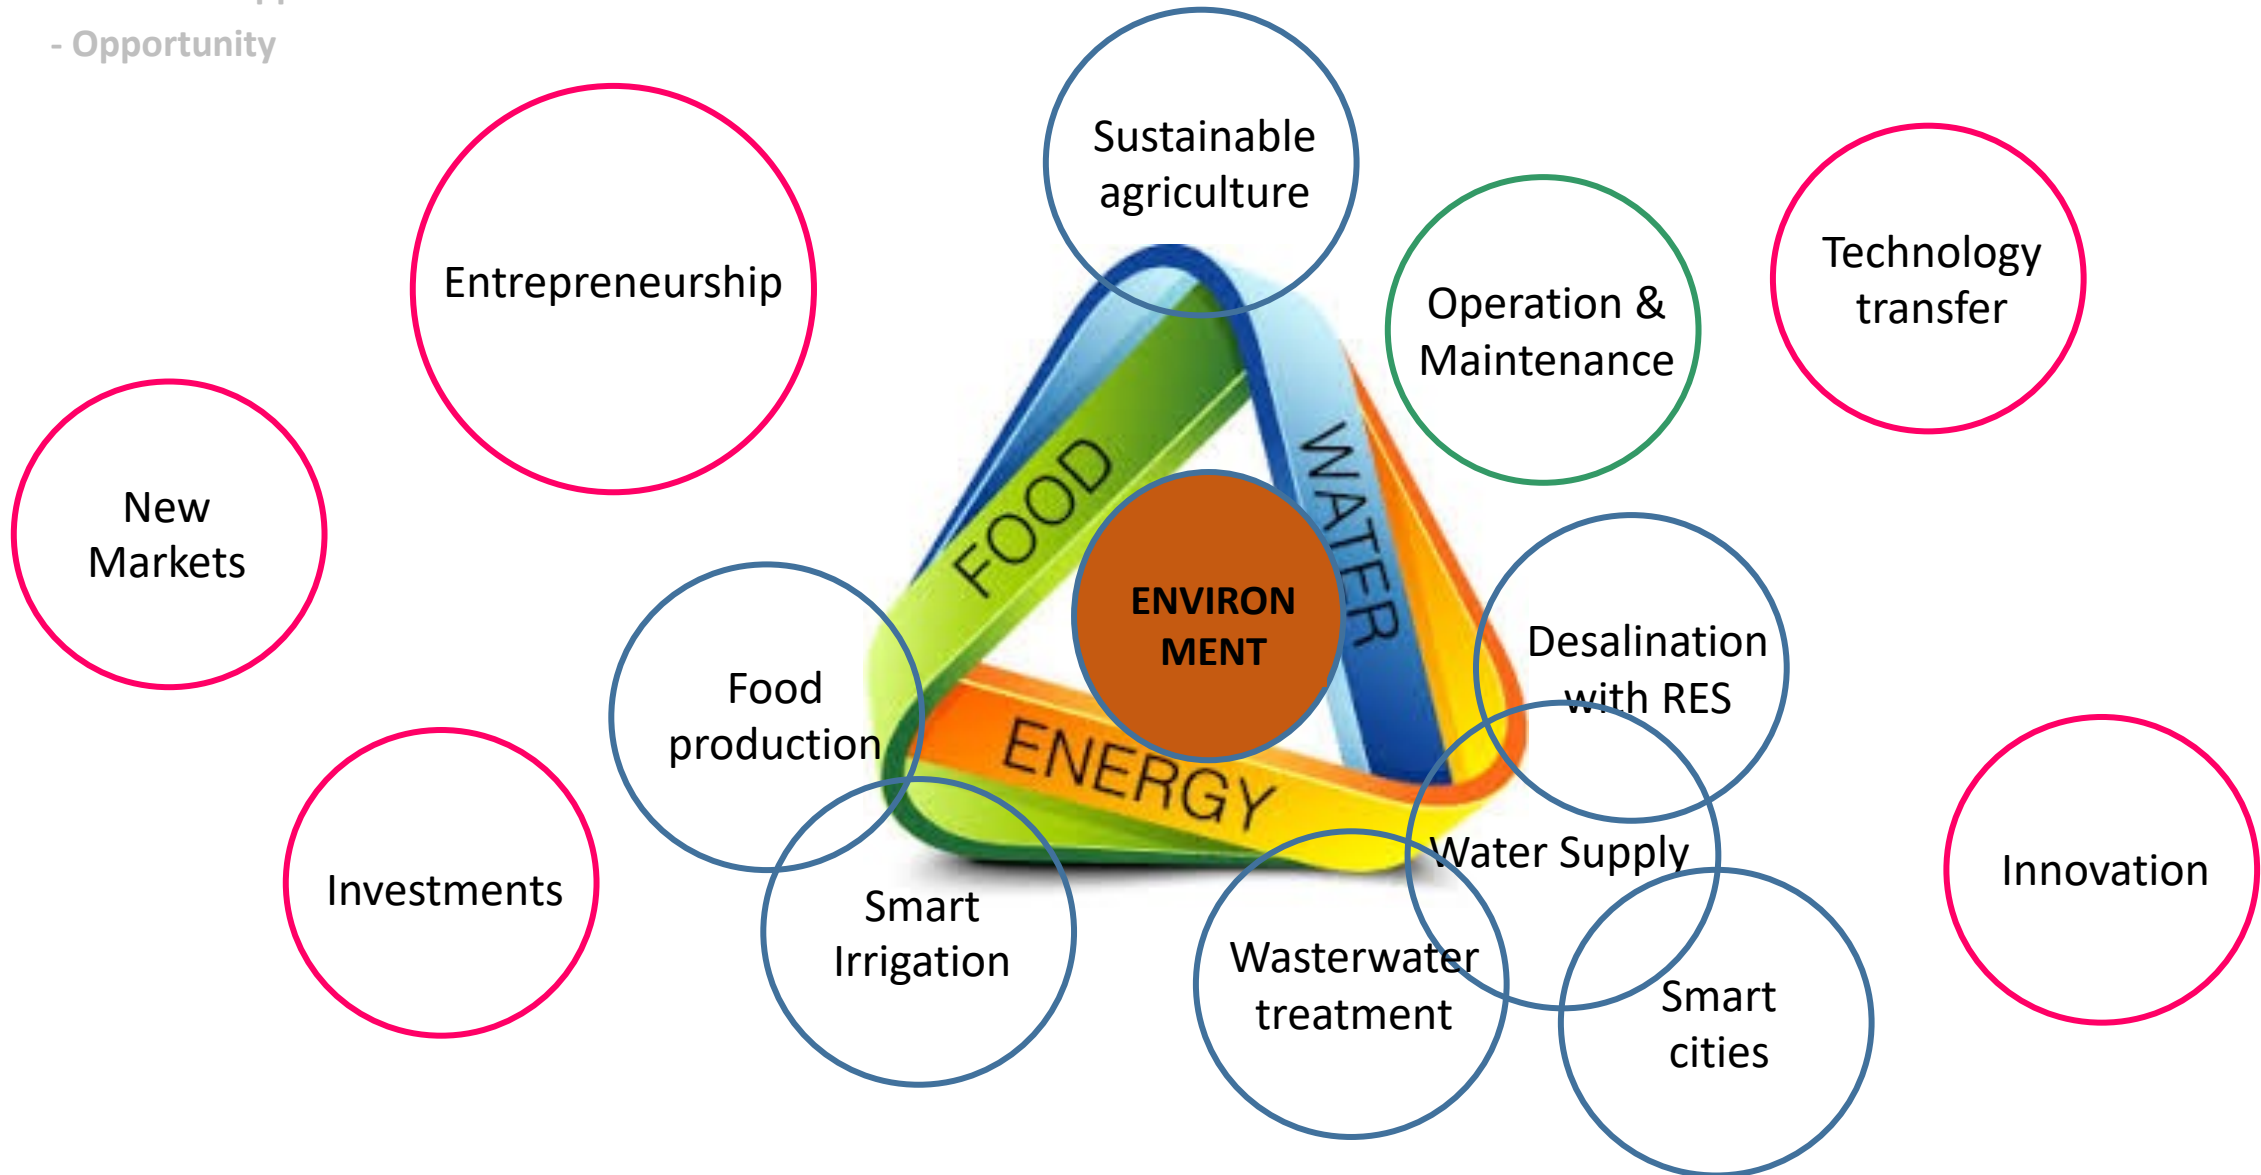 - Opportunity
Sustainable
agriculture
Entrepreneurship
Technology
transfer
Operation &
Maintenance
New
Markets
FOOD
WATER
ENVIRON
MENT
Desalination
with RES
Food
production
ENERGY
Water Supply
Investments
Innovation
Smart
Irrigation
Wasterwater
treatment
Smart
cities